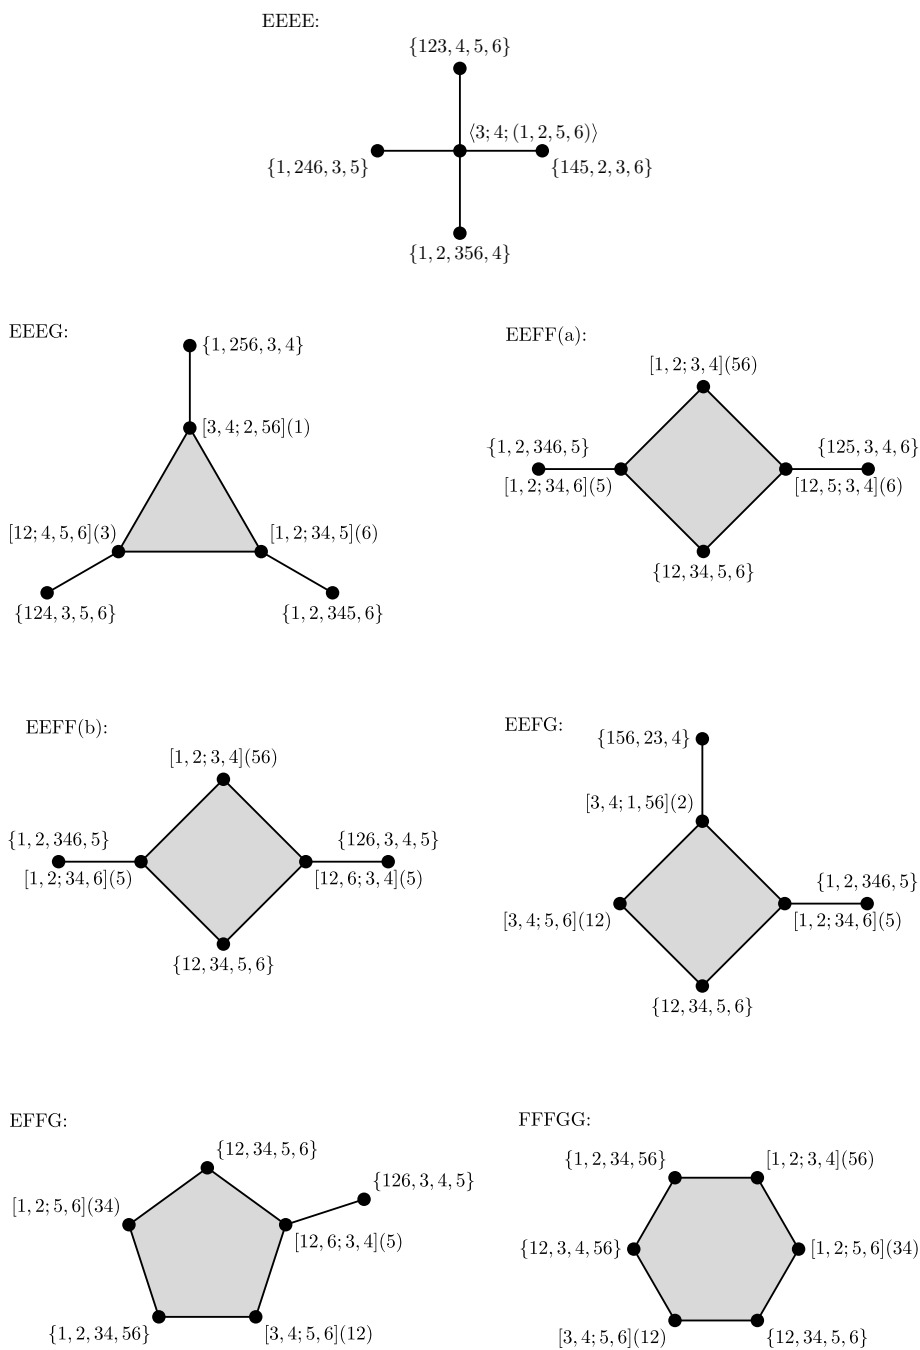 EEEE:
{123, 4, 5, 6}
⟨3; 4; (1, 2, 5, 6)⟩
{1, 246, 3, 5}
{145, 2, 3, 6}
{1, 2, 356, 4}
EEEG:
{1, 256, 3, 4}
[3, 4; 2, 56](1)
[12; 4, 5, 6](3)
[1, 2; 34, 5](6)
{124, 3, 5, 6}
{1, 2, 345, 6}
EEFF(a):
[1, 2; 3, 4](56)
{1, 2, 346, 5}
{125, 3, 4, 6}
[1, 2; 34, 6](5)
[12, 5; 3, 4](6)
{12, 34, 5, 6}
EEFF(b):
[1, 2; 3, 4](56)
{1, 2, 346, 5}
{126, 3, 4, 5}
[1, 2; 34, 6](5)
[12, 6; 3, 4](5)
{12, 34, 5, 6}
EEFG:
{156, 23, 4}
[3, 4; 1, 56](2)
{1, 2, 346, 5}
[3, 4; 5, 6](12)
[1, 2; 34, 6](5)
{12, 34, 5, 6}
EFFG:
{12, 34, 5, 6}
{126, 3, 4, 5}
[1, 2; 5, 6](34)
[12, 6; 3, 4](5)
{1, 2, 34, 56}
[3, 4; 5, 6](12)
FFFGG:
{1, 2, 34, 56}
[1, 2; 3, 4](56)
{12, 3, 4, 56}
[1, 2; 5, 6](34)
[3, 4; 5, 6](12)
{12, 34, 5, 6}